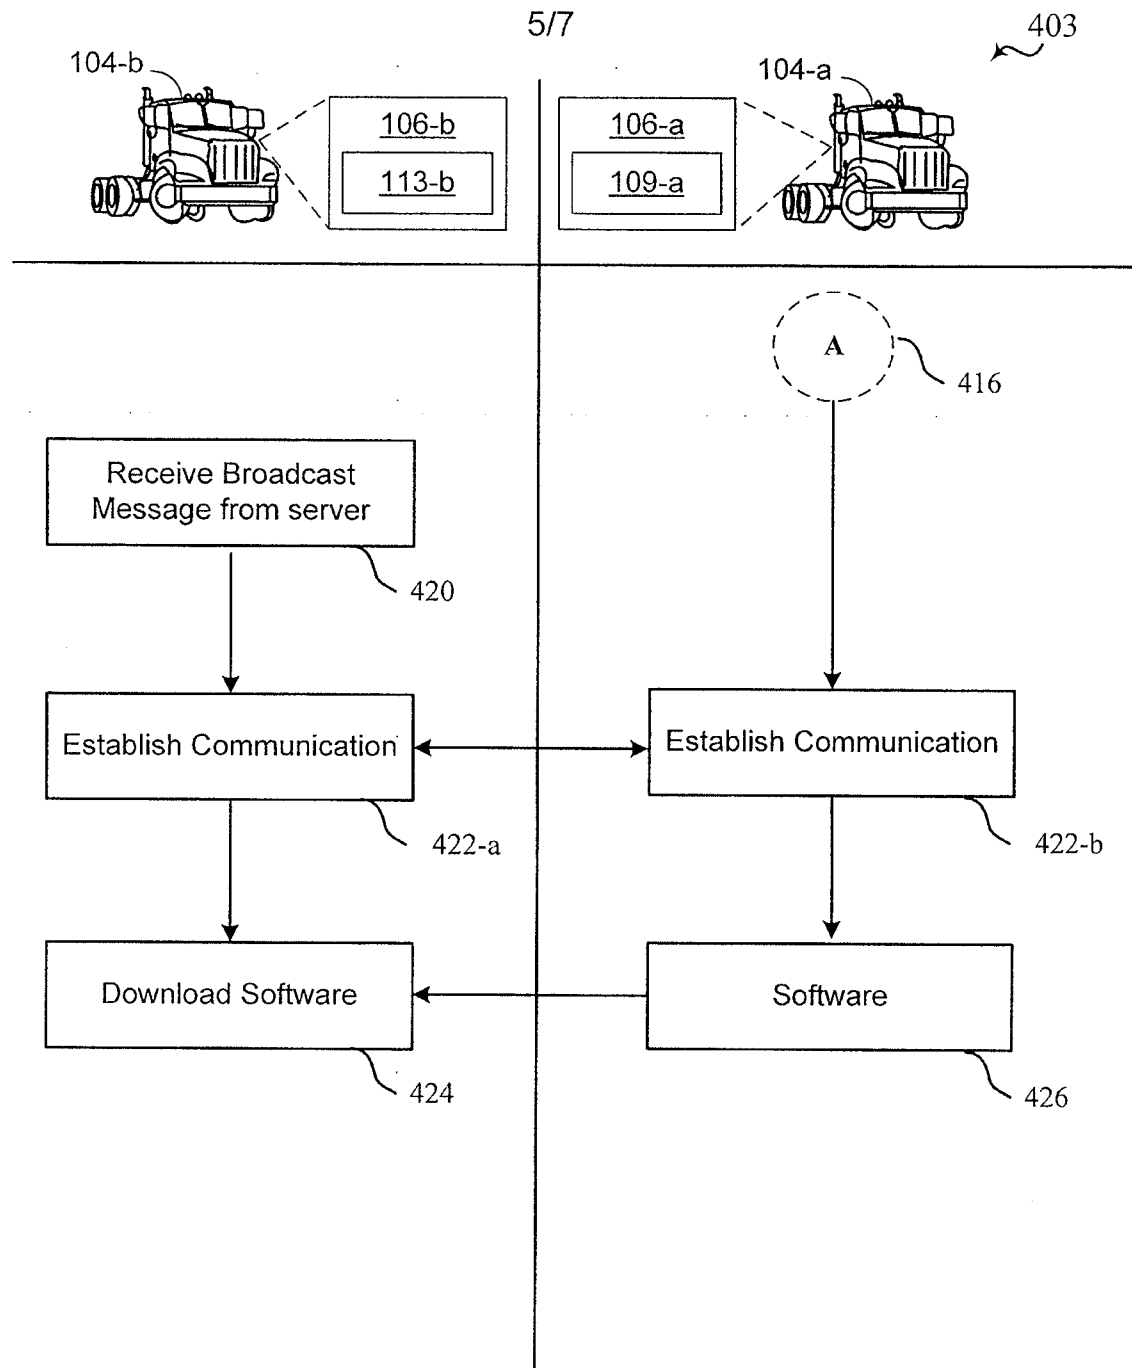 5/7
403
104-b
106-b
113-b
106-a
109-a
104-a
A
416
Receive Broadcast
Message from server
420
Establish Communication
422-a
Establish Communication
422-b
Download Software
424
Software
426